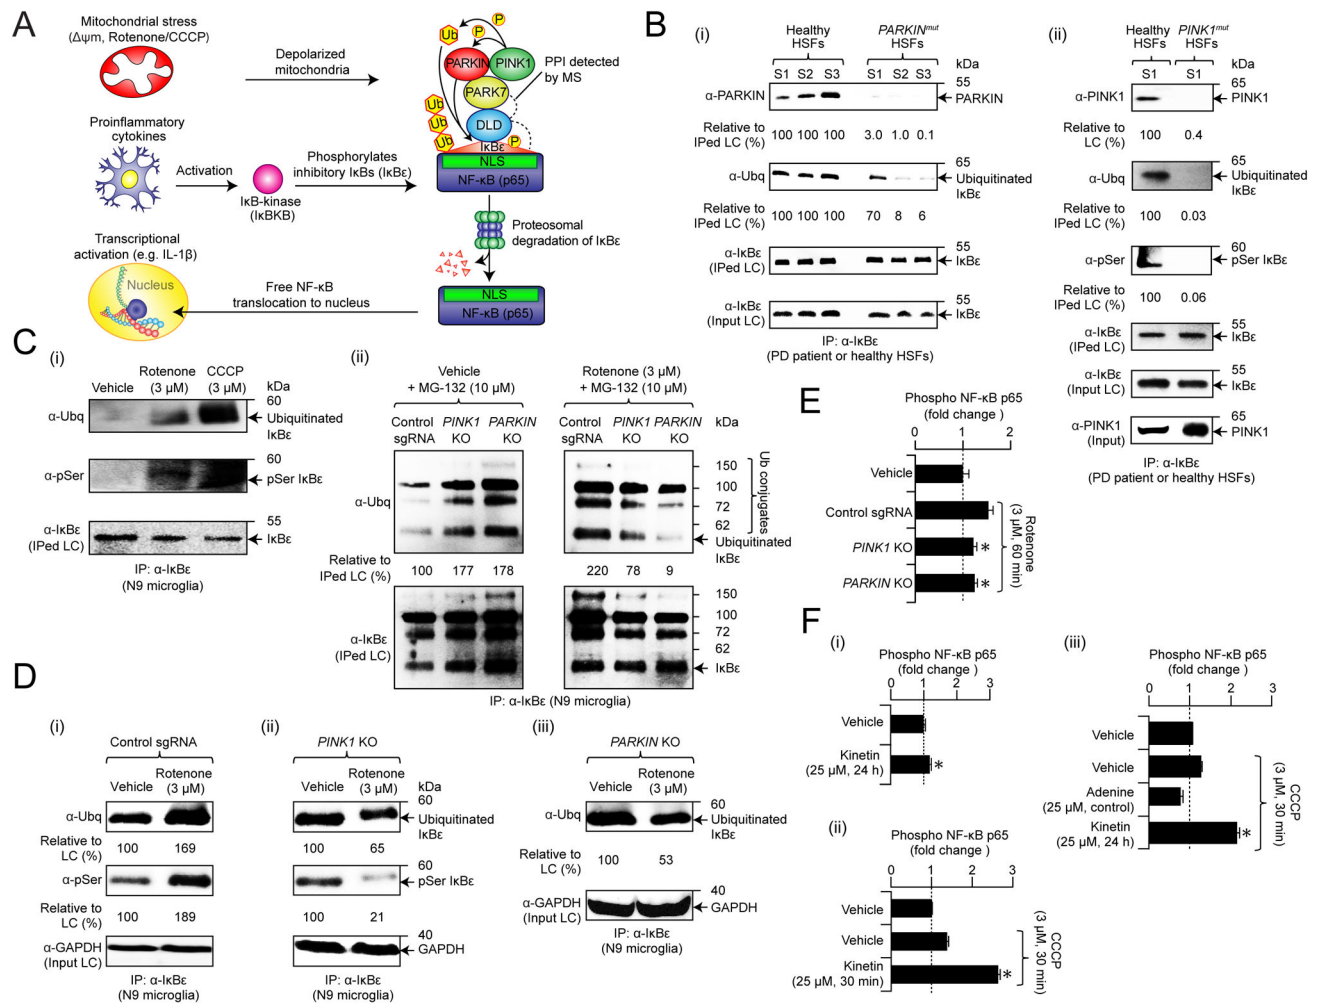 A
Mitochondrial stress
(Δψm, Rotenone/CCCP)
Depolarized
mitochondria
Proinflammatory
cytokines
Activation
IκB-kinase
(IκBKB)
Phosphorylates
inhibitory IκBs (IκBε)
P
P
Ub
PARKIN
PINK1
PPI detected
by MS
PARK7
Ub
Ub
Ub
DLD
P
IκBε
NLS
NF-κB (p65)
Proteosomal
degradation of IκBε
NLS
NF-κB (p65)
Transcriptional
activation (e.g. IL-1β)
Nucleus
Free NF-κB
translocation to nucleus
B
(i)
Healthy
HSFs
PARKINmut
HSFs
S1 S2 S3 S1 S2 S3 kDa
55
α-PARKIN
PARKIN
Relative to
IPed LC (%)
100 100 100 3.0 1.0 0.1
65
α-Ubq
Ubiquitinated
IκBε
Relative to
IPed LC (%)
100 100 100 70 8 6
55
α-IκBε
(IPed LC)
IκBε
55
α-IκBε
(Input LC)
IκBε
IP: α-IκBε
(PD patient or healthy HSFs)
(ii)
Healthy
HSFs
PINK1mut
HSFs
S1 S1 kDa
65
α-PINK1
PINK1
Relative to
LC (%)
100 0.4
65
α-Ubq
Ubiquitinated
IκBε
Relative to
IPed LC (%)
100 0.03
60
α-pSer
pSer IκBε
Relative to
IPed LC (%)
100 0.06
55
α-IκBε
(IPed LC)
IκBε
55
α-IκBε
(Input LC)
IκBε
65
α-PINK1
(Input)
PINK1
IP: α-IκBε
(PD patient or healthy HSFs)
C
(i)
Vehicle
Rotenone
(3 μM)
CCCP
(3 μM)
kDa
60
α-Ubq
Ubiquitinated
IκBε
60
α-pSer
pSer IκBε
55
α-IκBε
(IPed LC)
IκBε
IP: α-IκBε
(N9 microglia)
(ii)
Vehicle
+ MG-132 (10 μM)
Rotenone (3 μM)
+ MG-132 (10 μM)
Control
sgRNA
PINK1
KO
PARKIN
KO
Control
sgRNA
PINK1
KO
PARKIN
KO
kDa
α-Ubq
150
100
72
62
Ub conjugates
Ubiquitinated
IκBε
Relative to
IPed LC (%)
100 177 178 220 78 9
α-IκBε
(IPed LC)
150
100
72
62
IκBε
IP: α-IκBε (N9 microglia)
D
(i)
Control sgRNA
Vehicle
Rotenone
(3 μM)
α-Ubq
Relative to
LC (%)
100 169
α-pSer
Relative to
LC (%)
100 189
α-GAPDH
(Input LC)
IP: α-IκBε
(N9 microglia)
(ii)
PINK1 KO
Vehicle
Rotenone
(3 μM)
kDa
60
Ubiquitinated
IκBε
100 65
60
pSer IκBε
100 21
40
GAPDH
IP: α-IκBε
(N9 microglia)
(iii)
PARKIN KO
Vehicle
Rotenone
(3 μM)
60
α-Ubq
Ubiquitinated
IκBε
Relative to
LC (%)
100 53
40
α-GAPDH
(Input LC)
GAPDH
IP: α-IκBε
(N9 microglia)
E
Phospho NF-κB p65
(fold change )
0 1 2
Vehicle
Control sgRNA
PINK1 KO
*
PARKIN KO
*
Rotenone
(3 μM, 60 min)
F
(i)
Phospho NF-κB p65
(fold change )
0 1 2 3
Vehicle
Kinetin
(25 μM, 24 h)
*
(ii)
Phospho NF-κB p65
(fold change )
0 1 2 3
Vehicle
Vehicle
Kinetin
(25 μM, 30 min)
*
CCCP
(3 μM, 30 min)
(iii)
Phospho NF-κB p65
(fold change )
0 1 2 3
Vehicle
Vehicle
Adenine
(25 μM, control)
Kinetin
(25 μM, 24 h)
*
CCCP
(3 μM, 30 min)